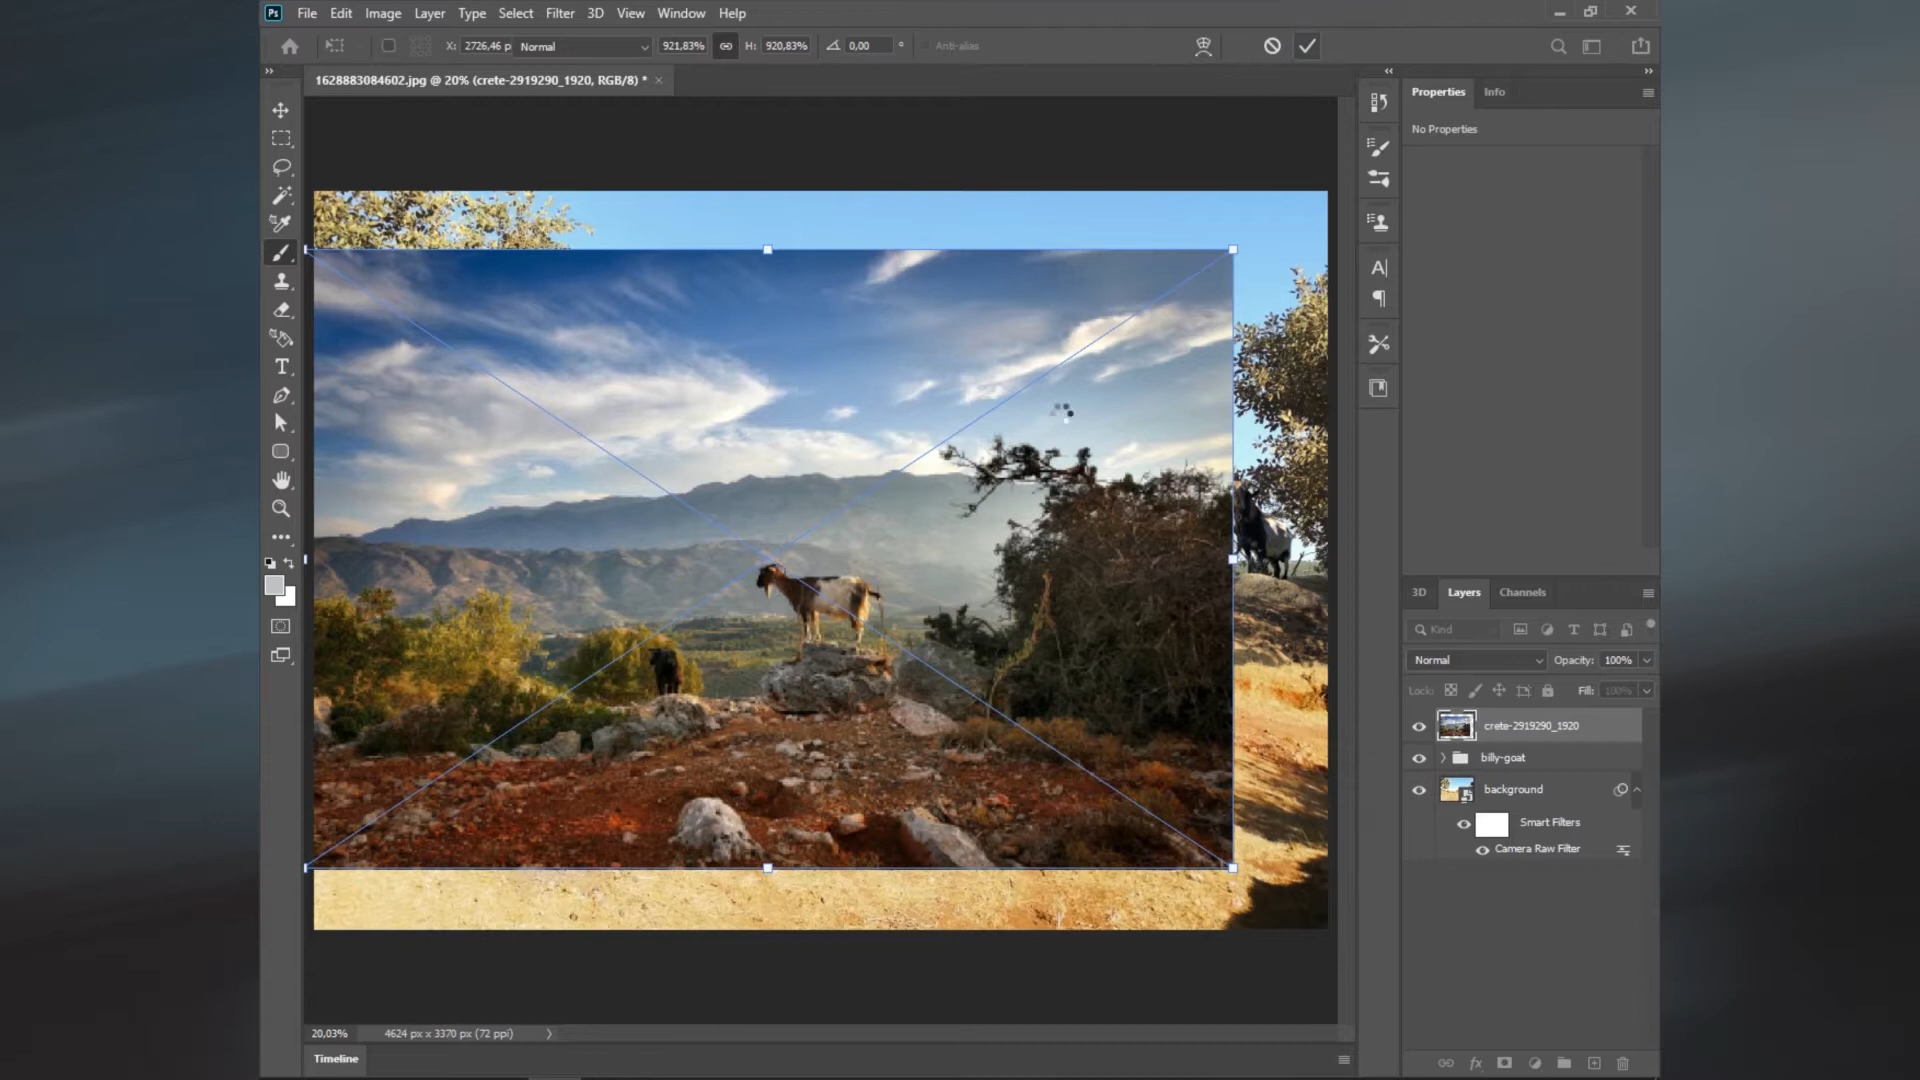 Ps File Edit Image Layer Type Select Filter 3D View Window Help
X: 2726,46 p Normal 921,83% H: 920,83% 0,00 ° Anti-alias
1628883084602.jpg @ 20% (crete-2919290_1920, RGB/8) * ×
Properties Info
No Properties
3D Layers Channels
Kind
Normal Opacity: 100%
Lock: Fill: 100%
crete-2919290_1920
billy-goat
background
Smart Filters
Camera Raw Filter
20,03% 4624 px x 3370 px (72 ppi)
Timeline